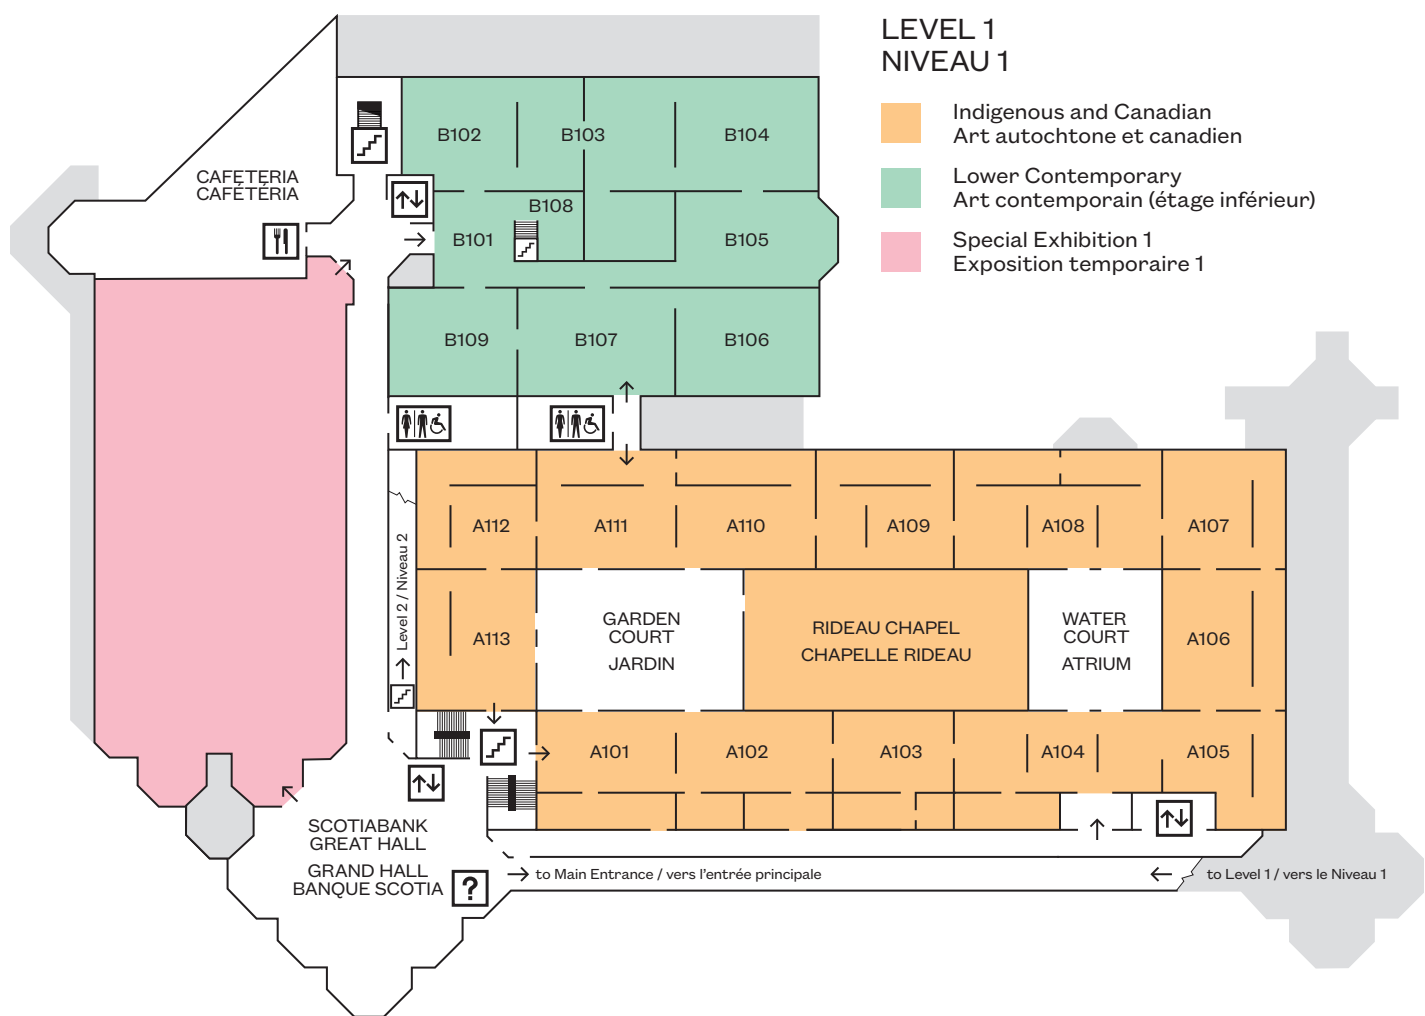 LEVEL 1
NIVEAU 1
Indigenous and Canadian
Art autochtone et canadien
Lower Contemporary
Art contemporain (étage inférieur)
Special Exhibition 1
Exposition temporaire 1
CAFETERIA
CAFÉTÉRIA
B102
B103
B104
B108
B101
B105
B109
B107
B106
A112
A111
A110
A109
A108
A107
Level 2 / Niveau 2
A113
GARDEN
COURT
JARDIN
RIDEAU CHAPEL
CHAPELLE RIDEAU
WATER
COURT
ATRIUM
A106
A101
A102
A103
A104
A105
SCOTIABANK
GREAT HALL
GRAND HALL
BANQUE SCOTIA
?
to Main Entrance / vers l'entrée principale
to Level 1 / vers le Niveau 1